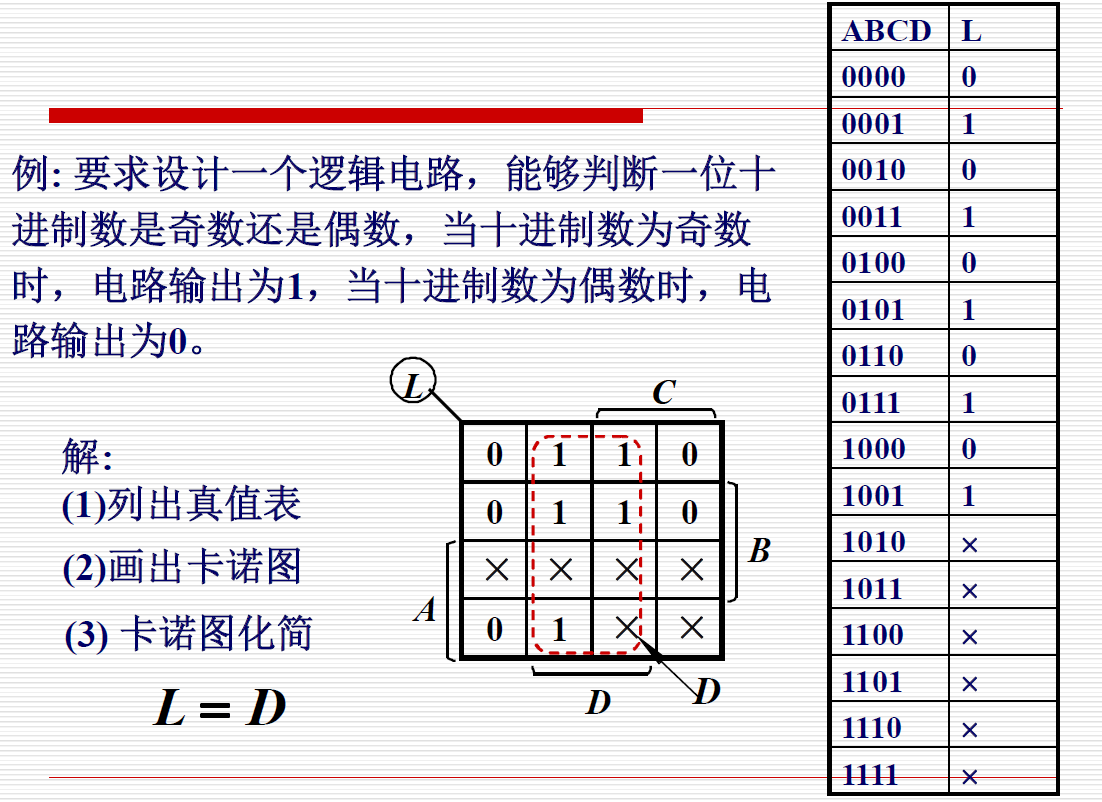 例: 要求设计一个逻辑电路，能够判断一位十
进制数是奇数还是偶数，当十进制数为奇数
时，电路输出为1，当十进制数为偶数时，电
路输出为0。
解:
(1)列出真值表
(2)画出卡诺图
(3) 卡诺图化简
L = D
L
C
0 1 1 0
0 1 1 0
× × × ×
0 1 × ×
B
A
D
D
ABCD L
0000 0
0001 1
0010 0
0011 1
0100 0
0101 1
0110 0
0111 1
1000 0
1001 1
1010 ×
1011 ×
1100 ×
1101 ×
1110 ×
1111 ×